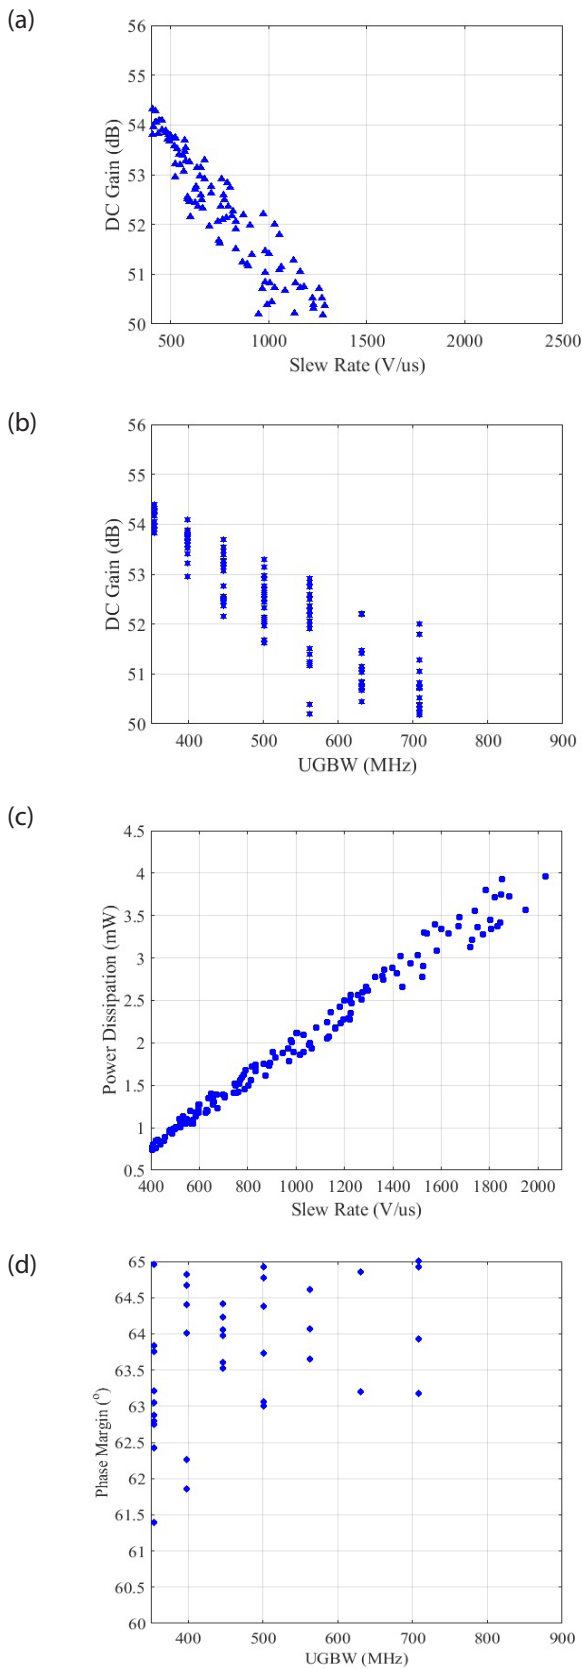 (a)
56
55
54
53
52
51
50
DC Gain (dB)
500 1000 1500 2000 2500
Slew Rate (V/us)
(b)
56
55
54
53
52
51
50
DC Gain (dB)
400 500 600 700 800 900
UGBW (MHz)
(c)
4.5
4
3.5
3
2.5
2
1.5
1
0.5
Power Dissipation (mW)
400 600 800 1000 1200 1400 1600 1800 2000
Slew Rate (V/us)
(d)
65
64.5
64
63.5
63
62.5
62
61.5
61
60.5
60
Phase Margin (°)
400 500 600 700 800 900
UGBW (MHz)